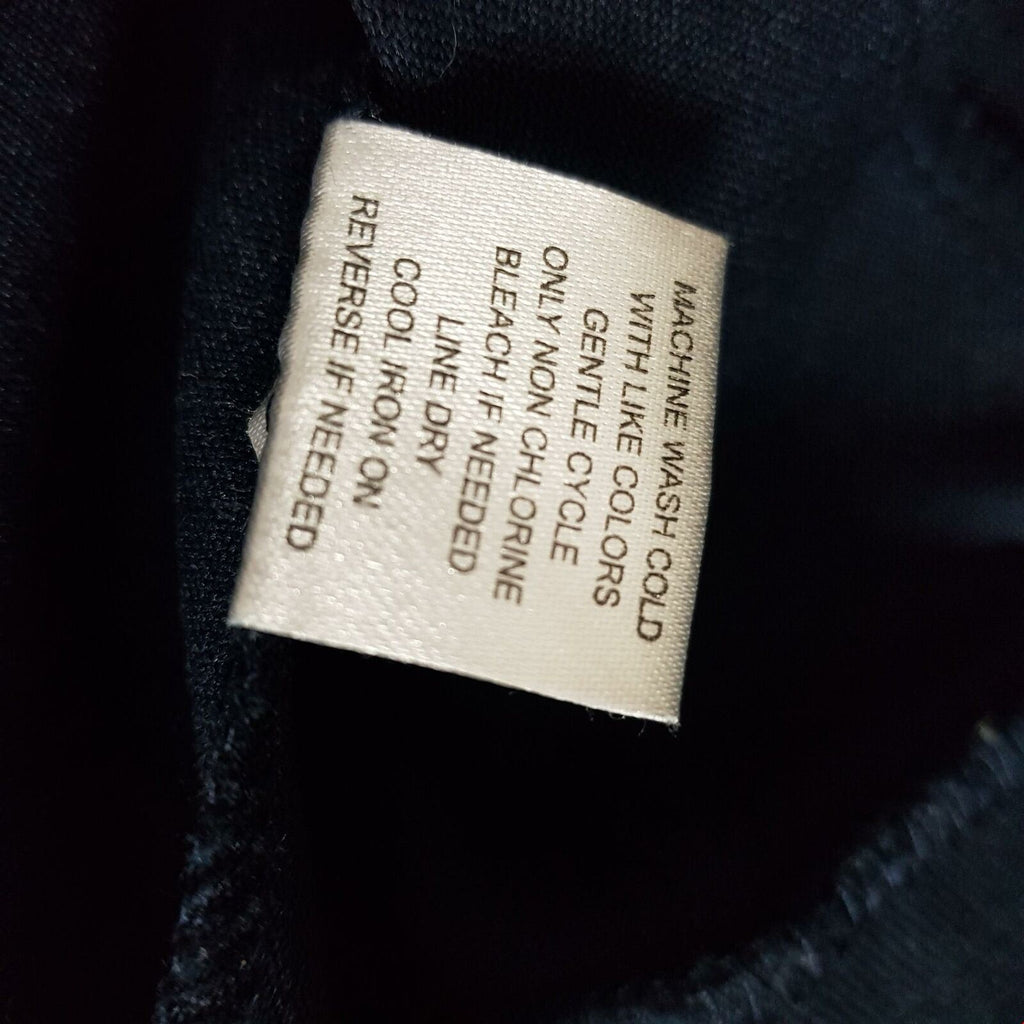 MACHINE WASH COLD
WITH LIKE COLORS
GENTLE CYCLE
ONLY NON CHLORINE
BLEACH IF NEEDED
LINE DRY
COOL IRON ON
REVERSE IF NEEDED